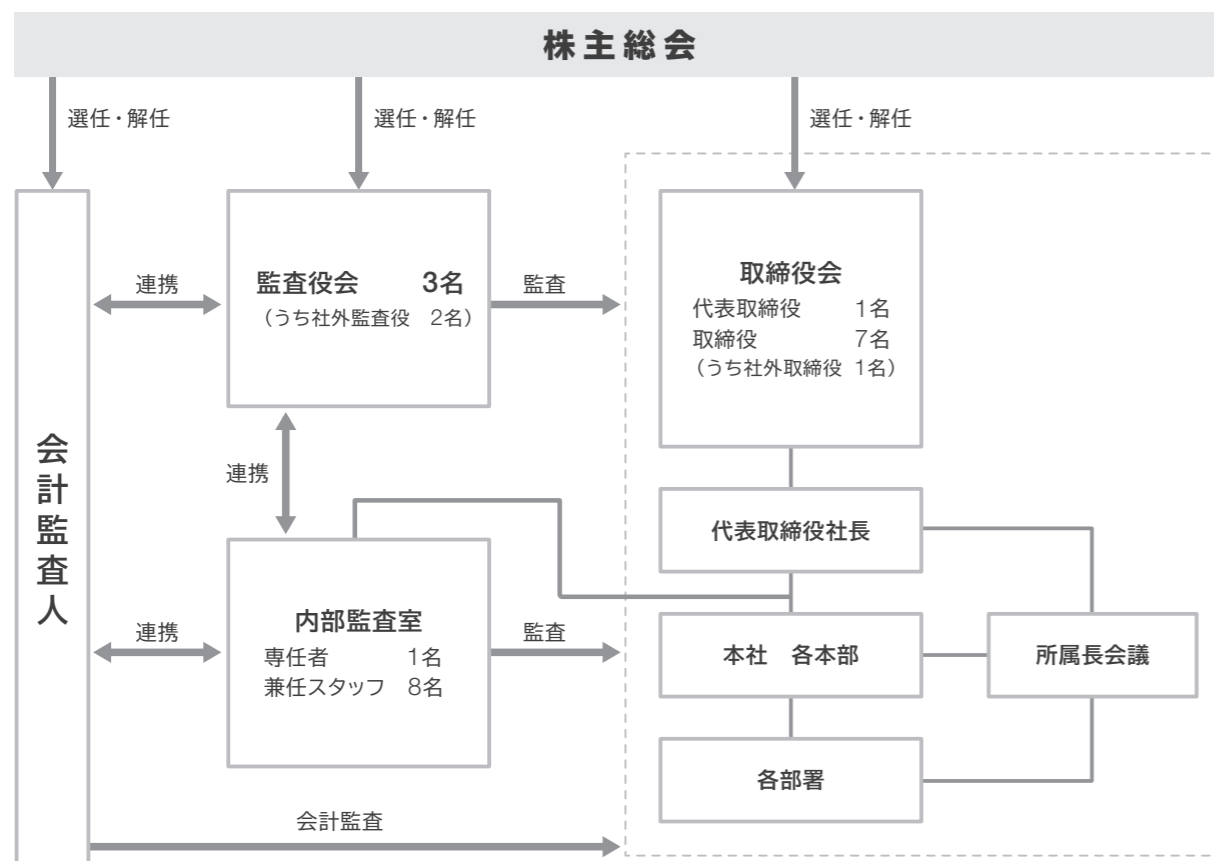 株主総会
選任・解任
選任・解任
選任・解任
会計監査人
連携
監査役会 3名
（うち社外監査役 2名）
監査
取締役会
代表取締役 1名
取締役 7名
（うち社外取締役 1名）
連携
代表取締役社長
連携
内部監査室
専任者 1名
兼任スタッフ 8名
監査
本社 各本部
所属長会議
各部署
会計監査